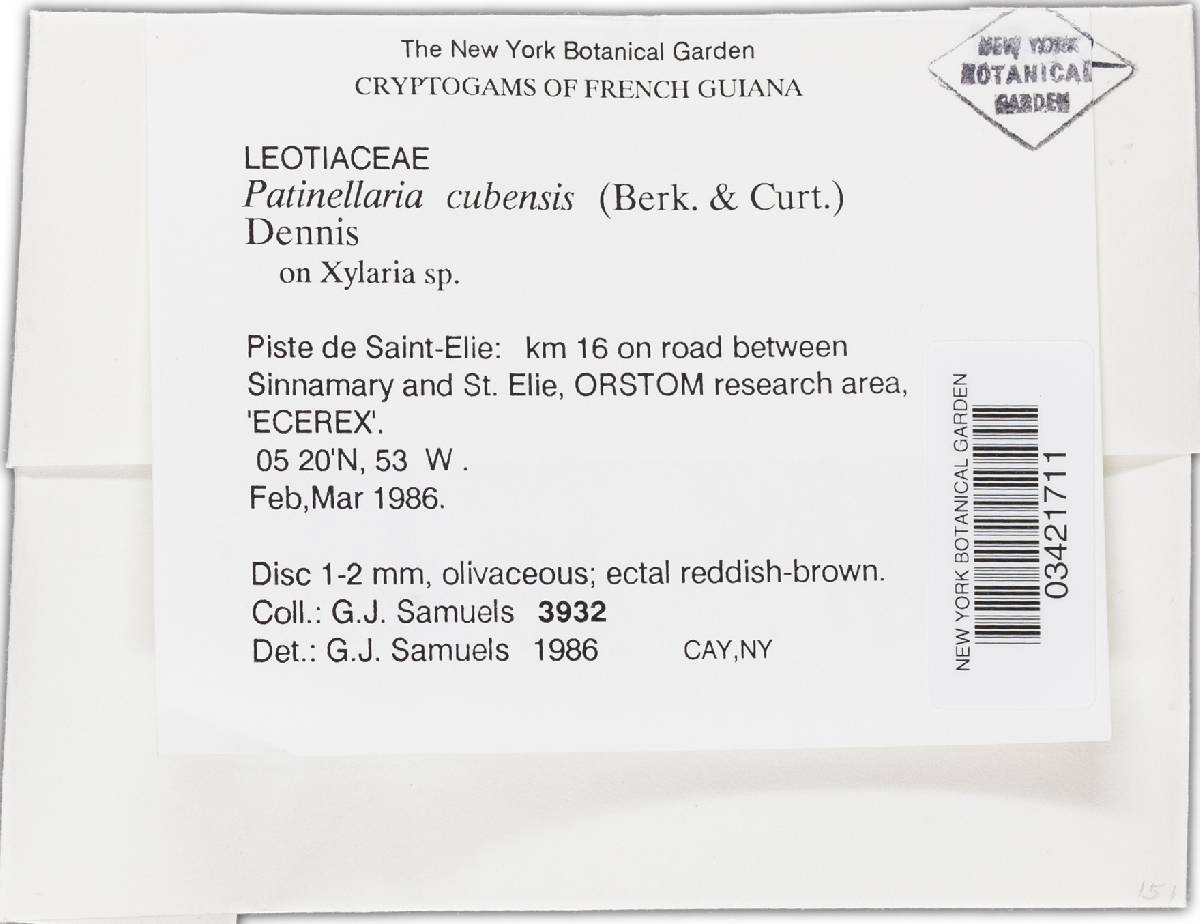 The New York Botanical Garden
CRYPTOGAMS OF FRENCH GUIANA
NEW YORK
BOTANICAL
GARDEN
LEOTIACEAE
Patinellaria cubensis (Berk. & Curt.)
Dennis
on Xylaria sp.
Piste de Saint-Elie: km 16 on road between
Sinnamary and St. Elie, ORSTOM research area,
'ECEREX'.
05 20'N, 53 W .
Feb,Mar 1986.
Disc 1-2 mm, olivaceous; ectal reddish-brown.
Coll.: G.J. Samuels 3932
Det.: G.J. Samuels 1986 CAY,NY
NEW YORK BOTANICAL GARDEN
03421711